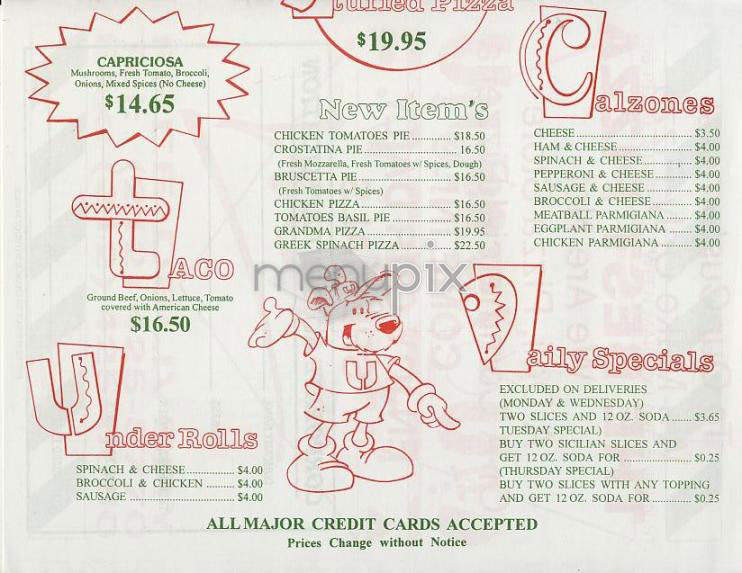 Stuffed Pizza
$19.95
CAPRICIOSA
Mushrooms, Fresh Tomato, Broccoli,
Onions, Mixed Spices (No Cheese)
$14.65
Taco
Ground Beef, Onions, Lettuce, Tomato
covered with American Cheese
$16.50
Under Rolls
SPINACH & CHEESE ................ $4.00
BROCCOLI & CHICKEN ........ $4.00
SAUSAGE ............................ $4.00
New Item's
CHICKEN TOMATOES PIE ........... $18.50
CROSTATINA PIE ......................... 16.50
(Fresh Mozzarella, Fresh Tomatoes w/ Spices, Dough)
BRUSCETTA PIE .......................... $16.50
(Fresh Tomatoes w/ Spices)
CHICKEN PIZZA .......................... $16.50
TOMATOES BASIL PIE ................ $16.50
GRANDMA PIZZA ....................... $19.95
GREEK SPINACH PIZZA .............. $22.50
menupix
U
Calzones
CHEESE ................................ $3.50
HAM & CHEESE .................... $4.00
SPINACH & CHEESE .............. $4.00
PEPPERONI & CHEESE .......... $4.00
SAUSAGE & CHEESE ............. $4.00
BROCCOLI & CHEESE ............ $4.00
MEATBALL PARMIGIANA ...... $4.00
EGGPLANT PARMIGIANA ..... $4.00
CHICKEN PARMIGIANA ........ $4.00
Daily Specials
EXCLUDED ON DELIVERIES
(MONDAY & WEDNESDAY)
TWO SLICES AND 12 OZ. SODA ..... $3.65
TUESDAY SPECIAL)
BUY TWO SICILIAN SLICES AND
GET 12 OZ. SODA FOR .................. $0.25
(THURSDAY SPECIAL)
BUY TWO SLICES WITH ANY TOPPING
AND GET 12 OZ. SODA FOR ............ $0.25
ALL MAJOR CREDIT CARDS ACCEPTED
Prices Change without Notice